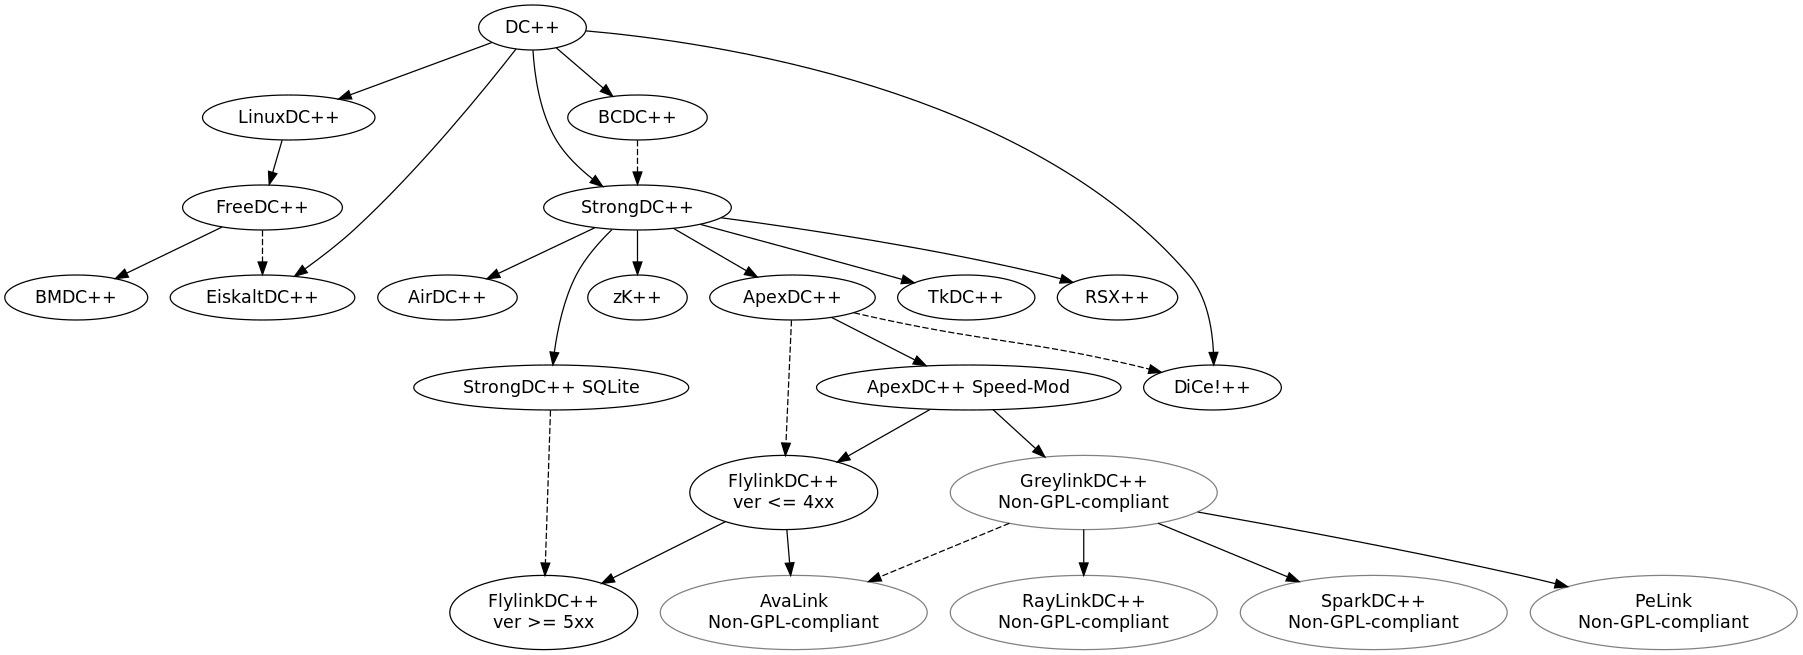 DC++
LinuxDC++
BCDC++
FreeDC++
StrongDC++
BMDC++
EiskaltDC++
AirDC++
zK++
ApexDC++
TkDC++
RSX++
StrongDC++ SQLite
ApexDC++ Speed-Mod
DiCe!++
FlylinkDC++
ver <= 4xx
GreylinkDC++
Non-GPL-compliant
FlylinkDC++
ver >= 5xx
AvaLink
Non-GPL-compliant
RayLinkDC++
Non-GPL-compliant
SparkDC++
Non-GPL-compliant
PeLink
Non-GPL-compliant